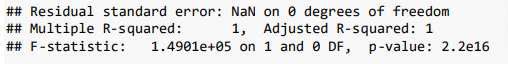 ## Residual standard error: NaN on 0 degrees of freedom
## Multiple R-squared:      1,  Adjusted R-squared: 1
## F-statistic:   1.4901e+05 on 1 and 0 DF,  p-value: 2.2e16